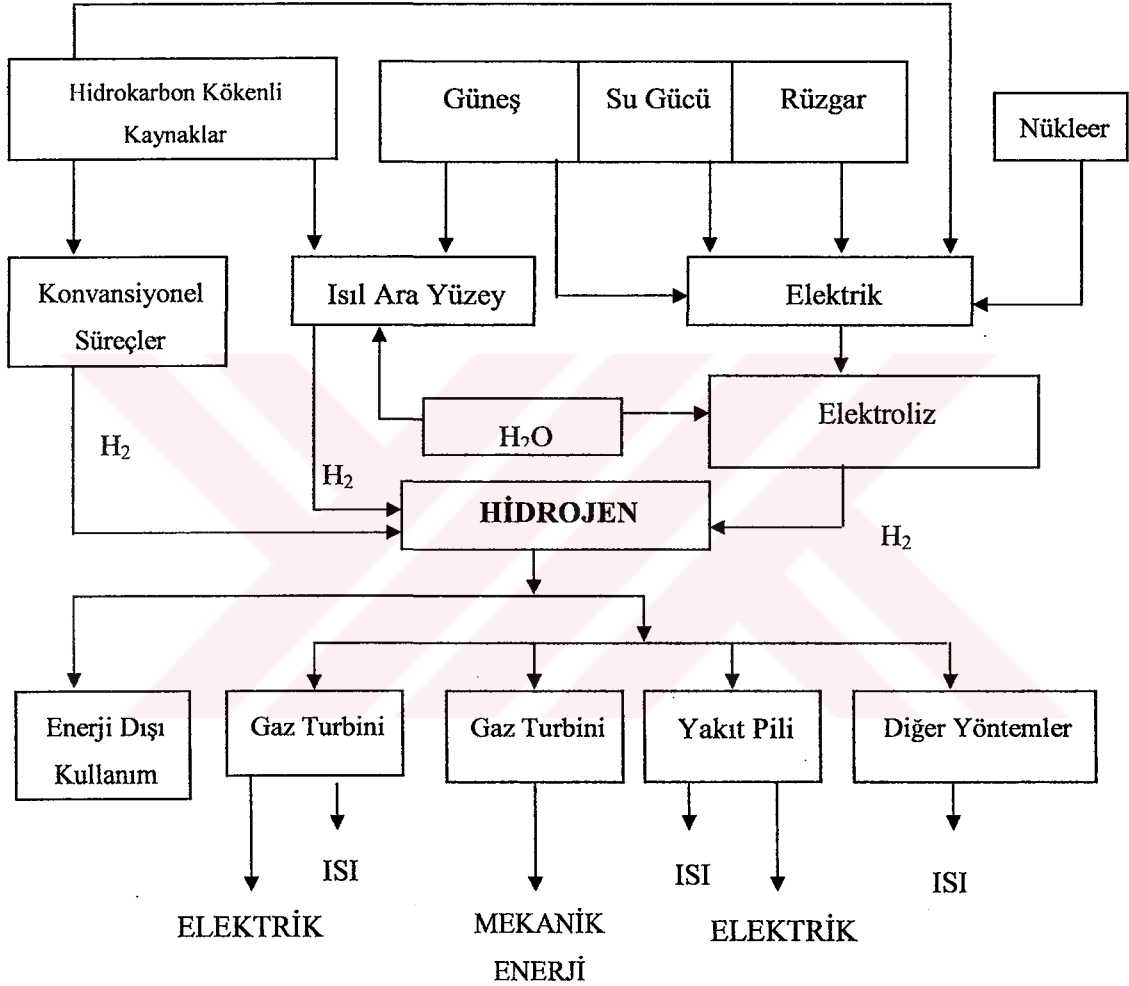 Hidrokarbon Kökenli
Kaynaklar
Güneş
Su Gücü
Rüzgar
Nükleer
Konvansiyonel
Süreçler
Isıl Ara Yüzey
Elektrik
Elektroliz
H₂O
H₂
H₂
HİDROJEN
H₂
Enerji Dışı
Kullanım
Gaz Turbini
Gaz Turbini
Yakıt Pili
Diğer Yöntemler
ISI
ISI
ISI
ELEKTRİK
MEKANİK
ENERJİ
ELEKTRİK